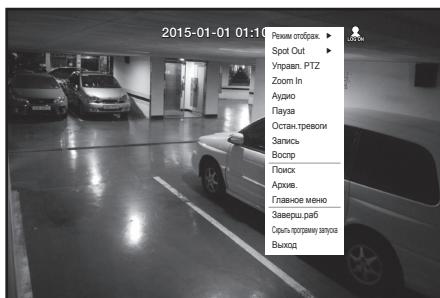 2015-01-01 01:10
LOG ON
Режим отображ.
Spot Out
Управл. PTZ
Zoom In
Аудио
Пауза
Остан.тревоги
Запись
Воспр
Поиск
Архив.
Главное меню
Заверш.раб
Скрыть программу запуска
Выход